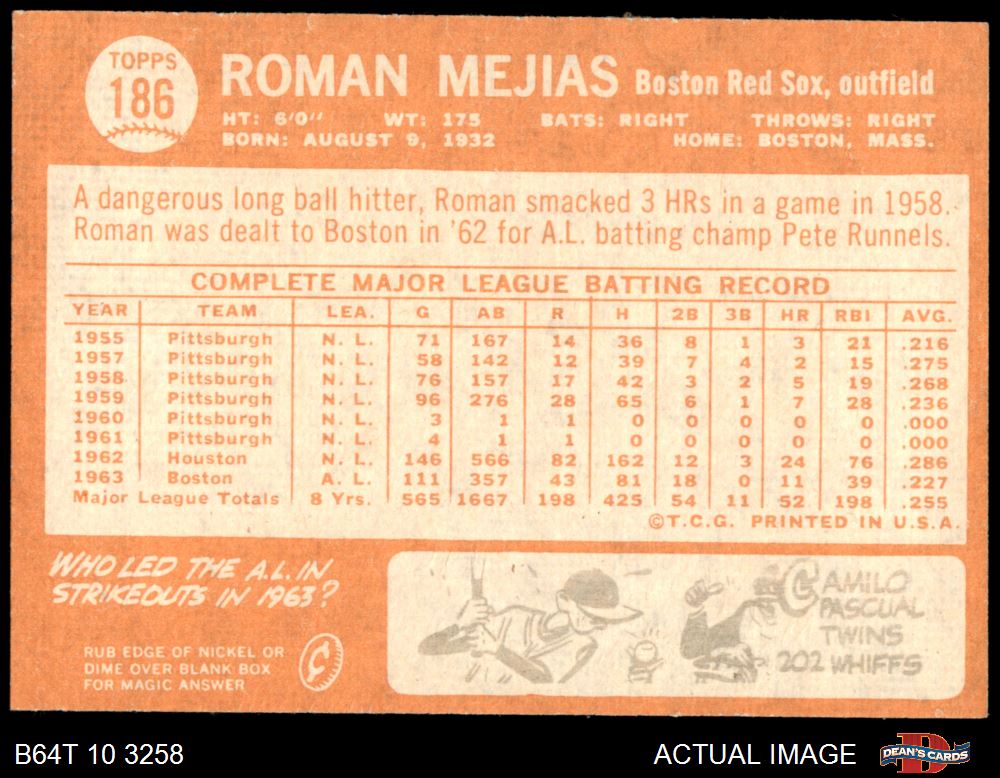 TOPPS
186
ROMAN MEJIAS Boston Red Sox, outfield
HT: 6'0" WT: 175 BATS: RIGHT THROWS: RIGHT
BORN: AUGUST 9, 1932 HOME: BOSTON, MASS.
A dangerous long ball hitter, Roman smacked 3 HRs in a game in 1958.
Roman was dealt to Boston in '62 for A.L. batting champ Pete Runnels.
COMPLETE MAJOR LEAGUE BATTING RECORD
YEAR TEAM LEA. G AB R H 2B 3B HR RBI AVG.
1955 Pittsburgh N. L. 71 167 14 36 8 1 3 21 .216
1957 Pittsburgh N. L. 58 142 12 39 7 4 2 15 .275
1958 Pittsburgh N. L. 76 157 17 42 3 2 5 19 .268
1959 Pittsburgh N. L. 96 276 28 65 6 1 7 28 .236
1960 Pittsburgh N. L. 3 1 1 0 0 0 0 0 .000
1961 Pittsburgh N. L. 4 1 1 0 0 0 0 0 .000
1962 Houston N. L. 146 566 82 162 12 3 24 76 .286
1963 Boston A. L. 111 357 43 81 18 0 11 39 .227
Major League Totals 8 Yrs. 565 1667 198 425 54 11 52 198 .255
©T.C.G. PRINTED IN U.S.A.
WHO LED THE A.L. IN
STRIKEOUTS IN 1963?
RUB EDGE OF NICKEL OR
DIME OVER BLANK BOX
FOR MAGIC ANSWER
CAMILO
PASCUAL
TWINS
202 WHIFFS
B64T 10 3258 ACTUAL IMAGE DEAN'S CARDS